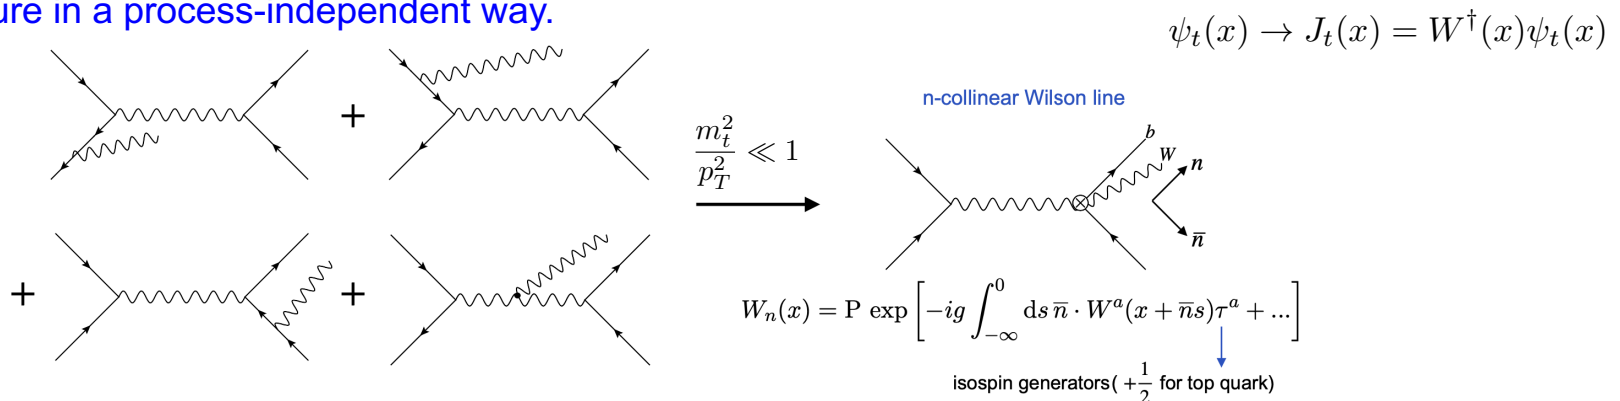 ure in a process-independent way.
ψ_t(x) → J_t(x) = W^†(x)ψ_t(x)
n-collinear Wilson line
+
m_t^2 / p_T^2 ≪ 1
b
W
n
n̅
+
+
W_n(x) = P exp[−ig ∫_{−∞}^0 ds n̅ · W^a(x + n̅s)τ^a + ...]
isospin generators( +1/2 for top quark)